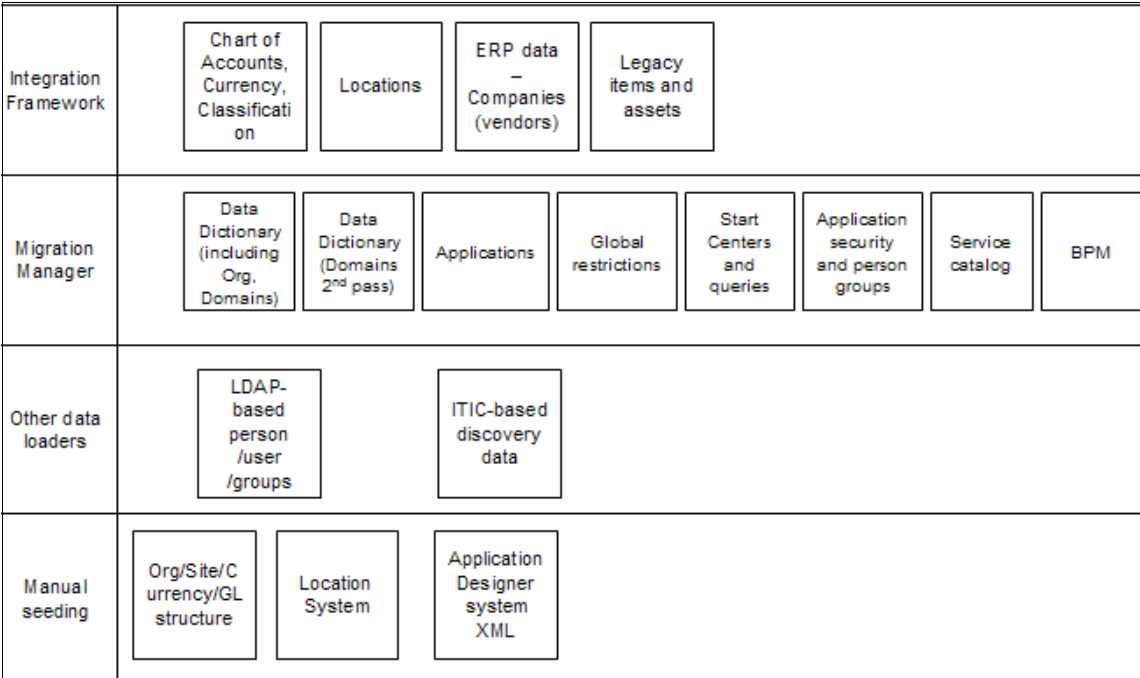 Integration
Framework
Chart of
Accounts,
Currency,
Classificati
on
Locations
ERP data
–
Companies
(vendors)
Legacy
items and
assets
Migration
Manager
Data
Dictionary
(including
Org,
Domains)
Data
Dictionary
(Domains
2nd pass)
Applications
Global
restrictions
Start
Centers
and
queries
Application
security
and person
groups
Service
catalog
BPM
Other data
loaders
LDAP-
based
person
/user
/groups
ITIC-based
discovery
data
Manual
seeding
Org/Site/C
urrency/GL
structure
Location
System
Application
Designer
system
XML